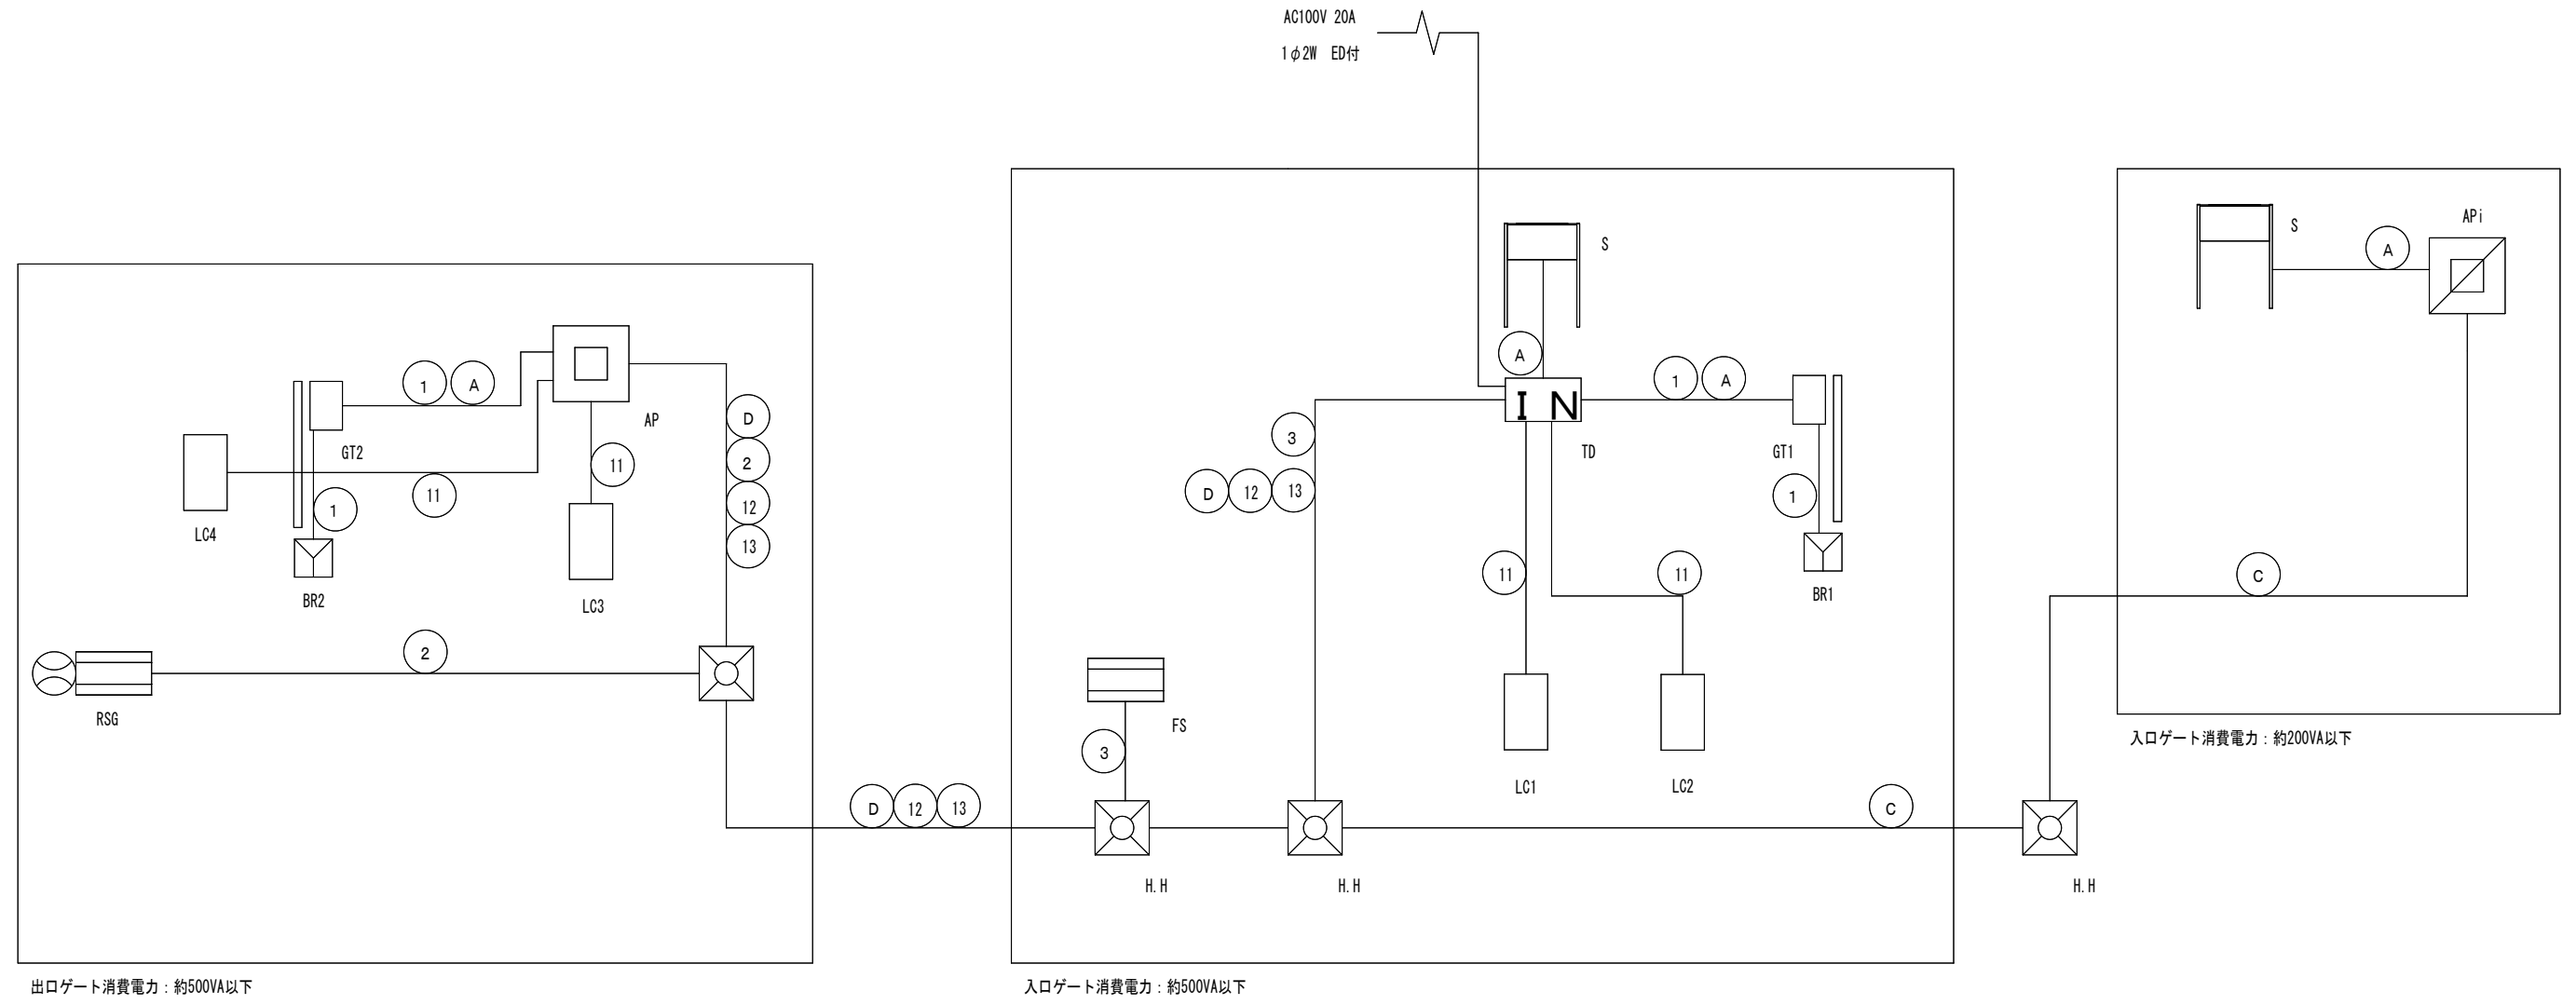 AC100V 20A
1φ2W ED付
S
A
I N
TD
1
A
GT1
1
BR1
3
D
12
13
11
11
LC1
LC2
3
FS
H.H
H.H
C
H.H
入口ゲート消費電力：約500VA以下
1
A
AP
GT2
11
11
LC4
1
BR2
LC3
D
2
12
13
2
RSG
D
12
13
出口ゲート消費電力：約500VA以下
S
A
APi
C
入口ゲート消費電力：約200VA以下